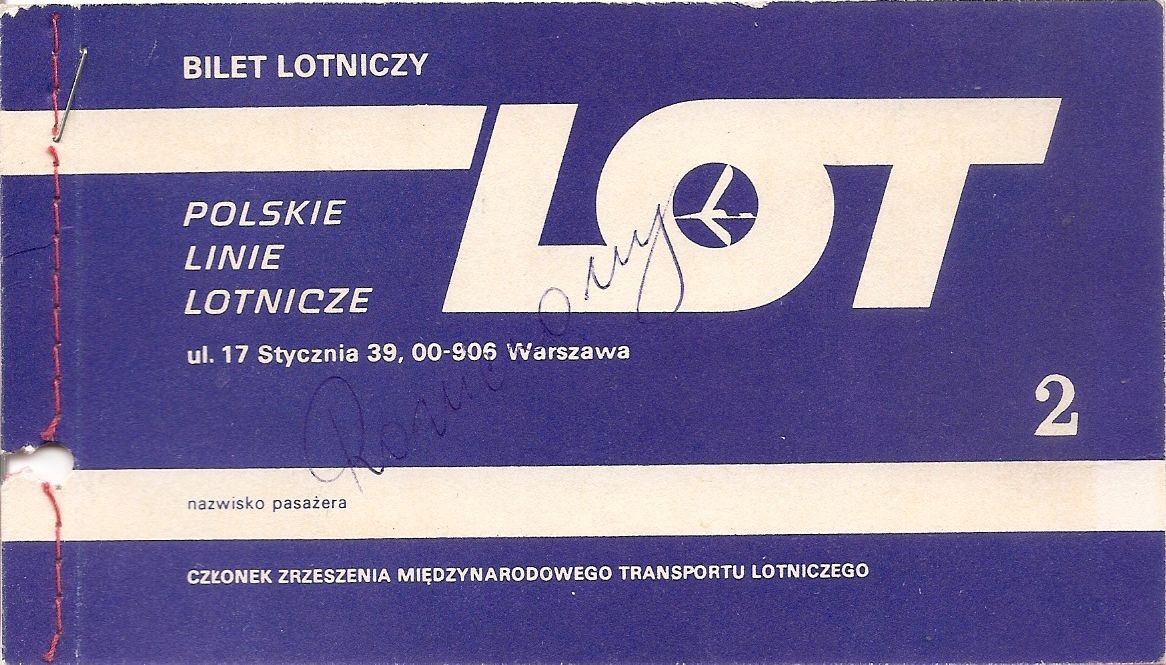 BILET LOTNICZY
LOT
POLSKIE
LINIE
LOTNICZE
ul. 17 Stycznia 39, 00-906 Warszawa
2
nazwisko pasażera
CZŁONEK ZRZESZENIA MIĘDZYNARODOWEGO TRANSPORTU LOTNICZEGO